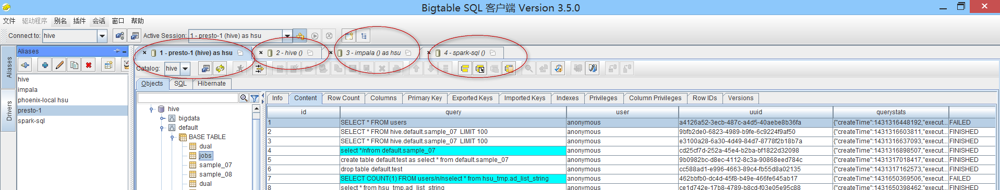 Bigtable SQL 客户端 Version 3.5.0
文件 驱动程序 别名 插件 会话 窗口 帮助
Connect to: hive Active Session: 1 - presto-1 (hive) as hsu
Aliases
Drivers
Aliases
hive
impala
phoenix-local hsu
presto-1
spark-sql
1 - presto-1 (hive) as hsu 2 - hive () 3 - impala () as hsu 4 - spark-sql ()
Catalog: hive
Objects SQL Hibernate
hive
bigdata
default
BASE TABLE
dual
jobs
sample_07
sample_08
dual
Info Content Row Count Columns Primary Key Exported Keys Imported Keys Indexes Privileges Column Privileges Row IDs Versions
id query user uuid querystats
1 SELECT * FROM users anonymous a4126a52-3ecb-487c-a4d5-40aebe8b36fa {"createTime":1431316448192,"execut... FAILED
2 SELECT * FROM hive.default.sample_07 LIMIT 100 anonymous 9bfb2de0-6823-4989-b9fe-6c9224f9af50 {"createTime":1431316603811,"execut... FINISHED
3 SELECT * FROM hive.default.sample_07 LIMIT 100 anonymous e3100a28-6a30-4d49-84d7-8778f2b18b7a {"createTime":1431316637093,"execut... FINISHED
4 select */nfrom default.sample_07 anonymous cd25cf7d-252a-45e4-b2ba-bf1822d32098 {"createTime":1431316898507,"execut... FINISHED
5 create table default.test as select * from default.sample_07 anonymous 9b0982bc-d8ec-4112-8c3a-90868eed784c {"createTime":1431317018417,"execut... FINISHED
6 drop table default.test anonymous cc588ad1-e996-4663-89c4-fb55d8a02135 {"createTime":1431317162573,"execut... FINISHED
7 SELECT COUNT(1) FROM users/n/nselect * from hsu_tmp.ad_list_string anonymous 462bbfb0-dc4d-45f8-b49e-466fe645ab17 {"createTime":1431650369506,"execut... FAILED
8 select * from hsu_tmp.ad_list_string anonymous ce1d742e-17b8-4789-b8cd-f03e05e95c88 {"createTime":1431650398462,"execut... FINISHED